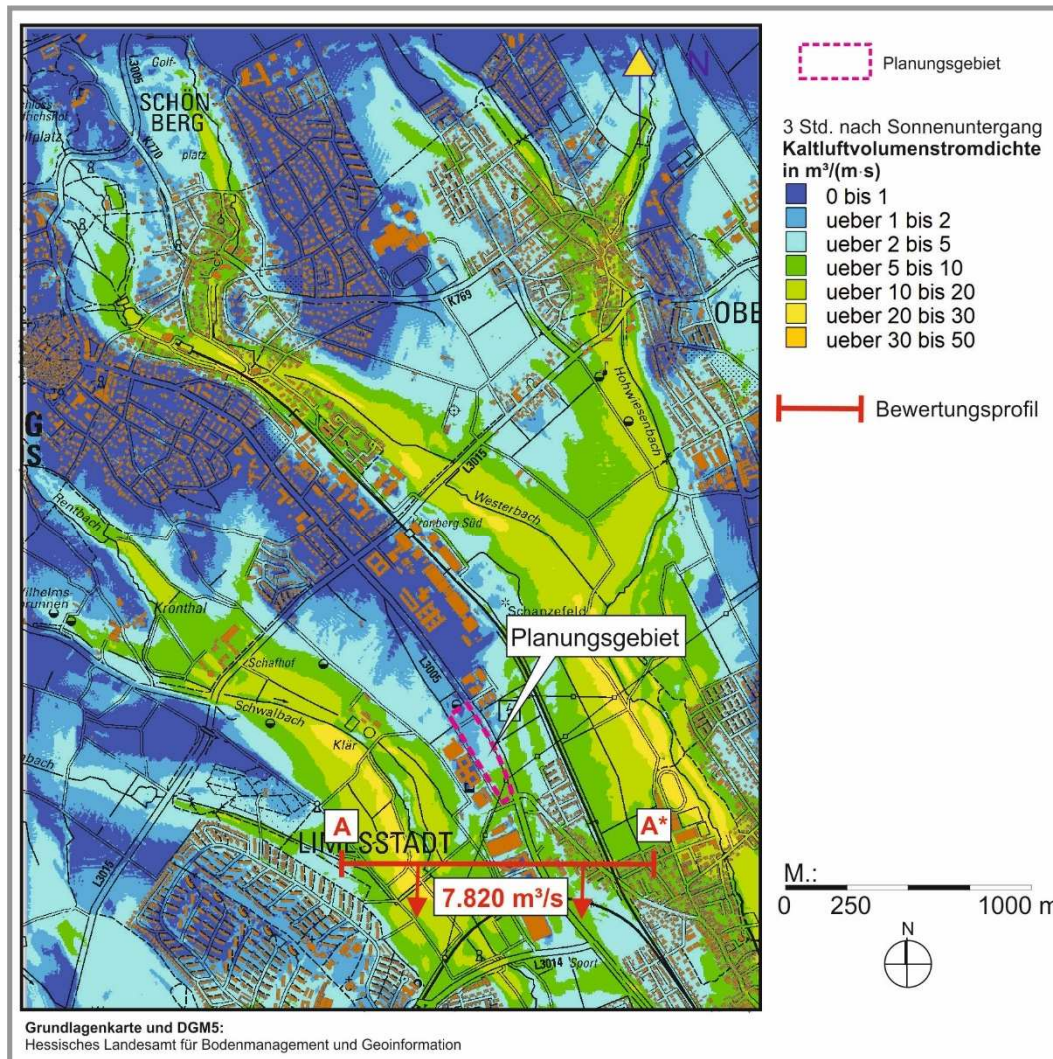 Golf-
L3005
SCHÖN
BERG
platz
K770
N
K769
OBE
Hohwiesenbach
L3015
Westerbach
Kronberg Süd
G
S
Rentbach
Kronthal
Schanzefeld
Planungsgebiet
L3005
Schafhof
Schwalbach
Klär
A
A*
LIMESSTADT
7.820 m³/s
L3015
L3014
Sport
Planungsgebiet
3 Std. nach Sonnenuntergang
Kaltluftvolumenstromdichte
in m³/(m·s)
0 bis 1
ueber 1 bis 2
ueber 2 bis 5
ueber 5 bis 10
ueber 10 bis 20
ueber 20 bis 30
ueber 30 bis 50
Bewertungsprofil
M.:
0 250 1000 m
N
Grundlagenkarte und DGM5:
Hessisches Landesamt für Bodenmanagement und Geoinformation